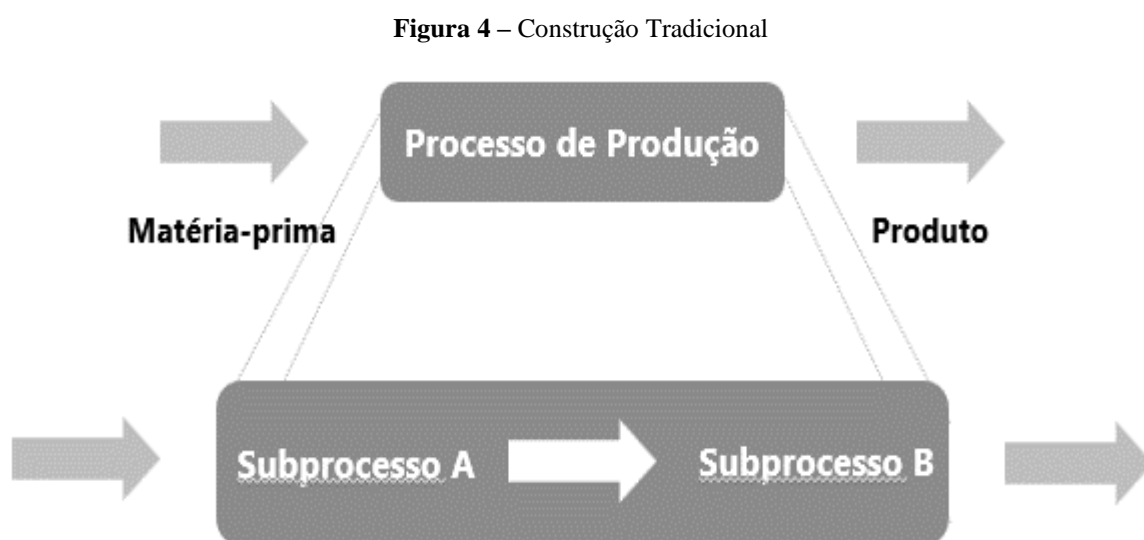 Figura 4 – Construção Tradicional
Processo de Produção
Matéria-prima
Produto
Subprocesso A
Subprocesso B